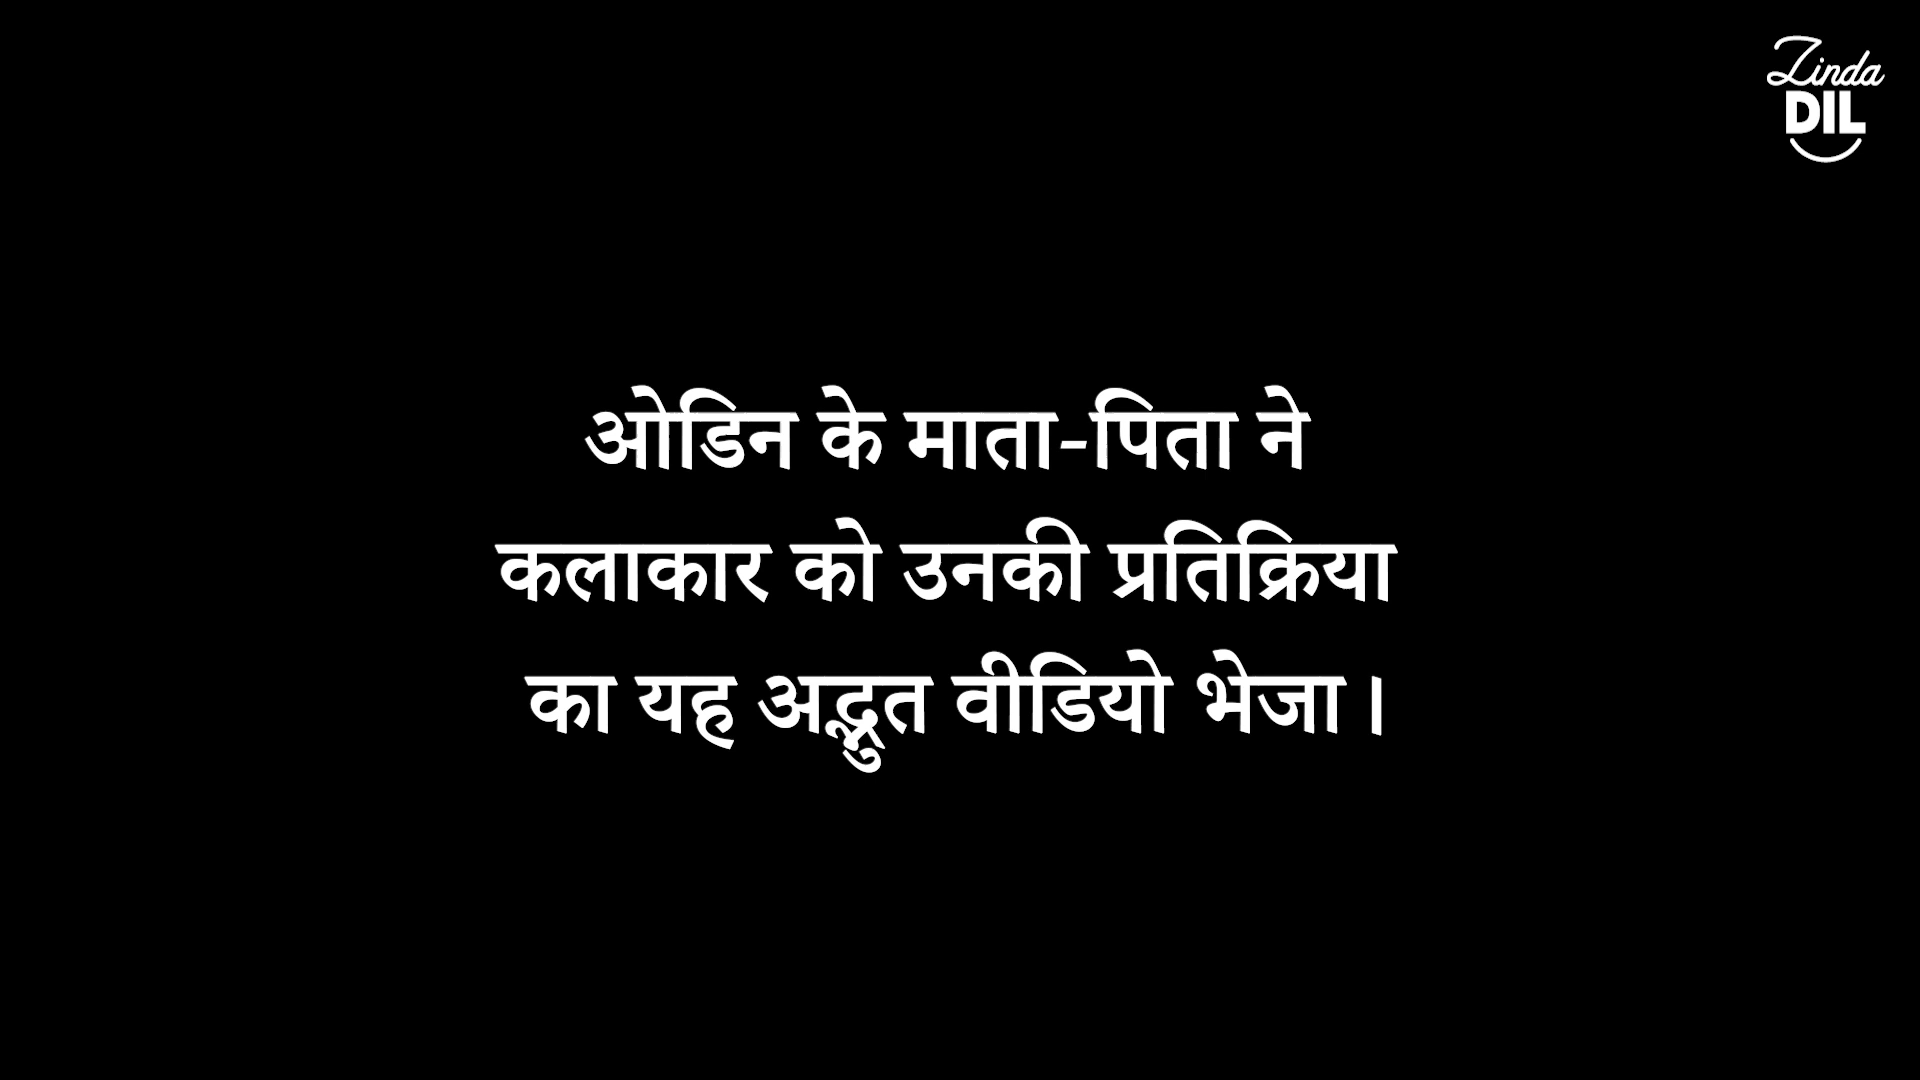 Zinda
DIL
ओडिन के माता-पिता ने
कलाकार को उनकी प्रतिक्रिया
का यह अद्भुत वीडियो भेजा।